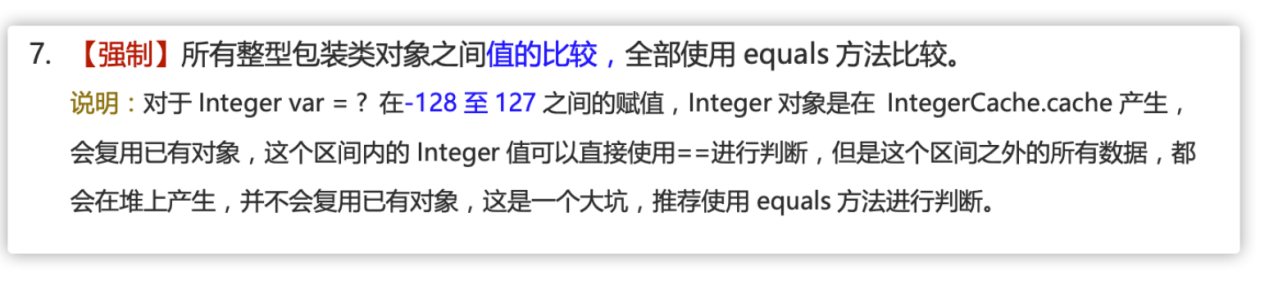 7. 【强制】所有整型包装类对象之间值的比较，全部使用 equals 方法比较。
说明：对于 Integer var = ? 在-128 至 127 之间的赋值，Integer 对象是在 IntegerCache.cache 产生，
会复用已有对象，这个区间内的 Integer 值可以直接使用==进行判断，但是这个区间之外的所有数据，都
会在堆上产生，并不会复用已有对象，这是一个大坑，推荐使用 equals 方法进行判断。